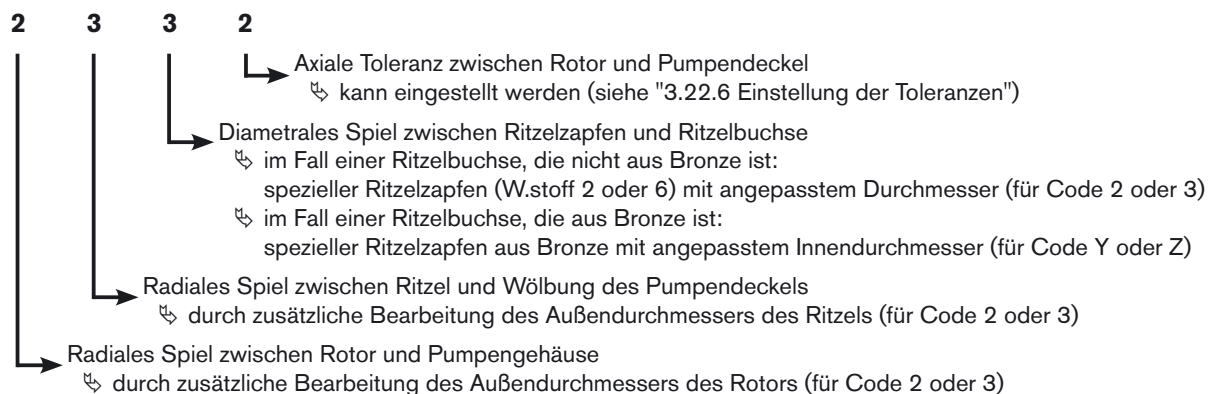 2 3 3 2
Axiale Toleranz zwischen Rotor und Pumpendeckel
kann eingestellt werden (siehe "3.22.6 Einstellung der Toleranzen")
Diametrales Spiel zwischen Ritzelzapfen und Ritzelbuchse
im Fall einer Ritzelbuchse, die nicht aus Bronze ist:
spezieller Ritzelzapfen (W.stoff 2 oder 6) mit angepasstem Durchmesser (für Code 2 oder 3)
im Fall einer Ritzelbuchse, die aus Bronze ist:
spezieller Ritzelzapfen aus Bronze mit angepasstem Innendurchmesser (für Code Y oder Z)
Radiales Spiel zwischen Ritzel und Wölbung des Pumpendeckels
durch zusätzliche Bearbeitung des Außendurchmessers des Ritzels (für Code 2 oder 3)
Radiales Spiel zwischen Rotor und Pumpengehäuse
durch zusätzliche Bearbeitung des Außendurchmessers des Rotors (für Code 2 oder 3)